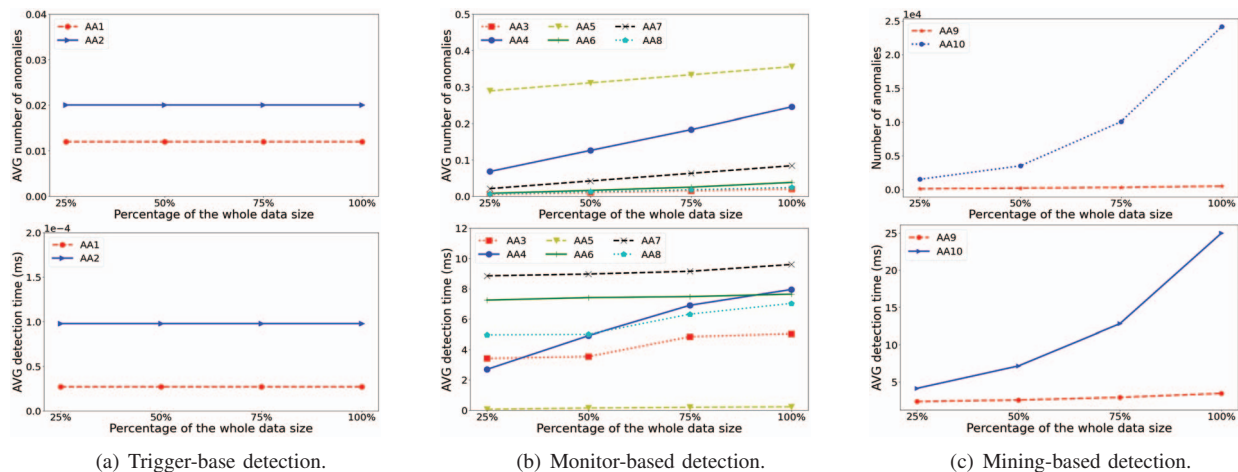 0.04
0.03
0.02
0.01
0.00
AVG number of anomalies
AA1
AA2
25% 50% 75% 100%
Percentage of the whole data size
1e-4
2.0
1.5
1.0
0.5
0.0
AVG detection time (ms)
AA1
AA2
25% 50% 75% 100%
Percentage of the whole data size
(a) Trigger-base detection.
0.5
0.4
0.3
0.2
0.1
0.0
AVG number of anomalies
AA3 AA5 AA7
AA4 AA6 AA8
25% 50% 75% 100%
Percentage of the whole data size
12
10
8
6
4
2
0
AVG detection time (ms)
AA3 AA5 AA7
AA4 AA6 AA8
25% 50% 75% 100%
Percentage of the whole data size
(b) Monitor-based detection.
1e4
2.5
2.0
1.5
1.0
0.5
0.0
Number of anomalies
AA9
AA10
25% 50% 75% 100%
Percentage of the whole data size
25
20
15
10
5
AVG detection time (ms)
AA9
AA10
25% 50% 75% 100%
Percentage of the whole data size
(c) Mining-based detection.